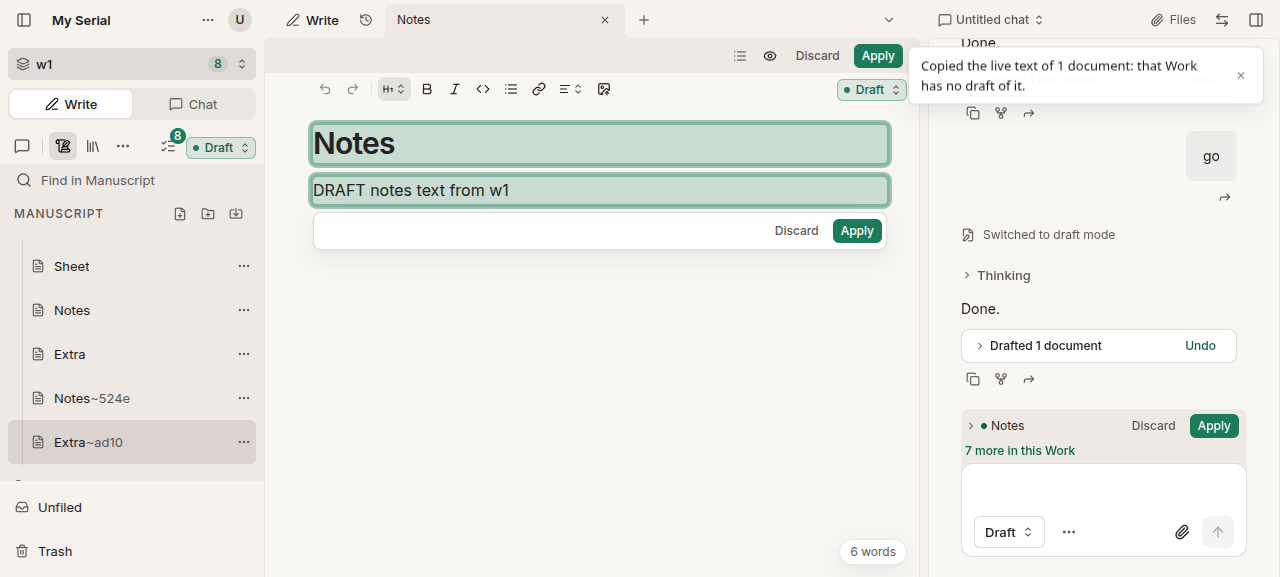 My Serial
U
w1
8
Write
Chat
8
Draft
Find in Manuscript
MANUSCRIPT
Sheet
Notes
Extra
Notes~524e
Extra~ad10
Unfiled
Trash
Write
Notes
Discard
Apply
H1
Draft
Notes
DRAFT notes text from w1
Discard
Apply
6 words
Untitled chat
Files
Done.
Copied the live text of 1 document: that Work
has no draft of it.
go
Switched to draft mode
Thinking
Done.
Drafted 1 document
Undo
Notes
Discard
Apply
7 more in this Work
Draft